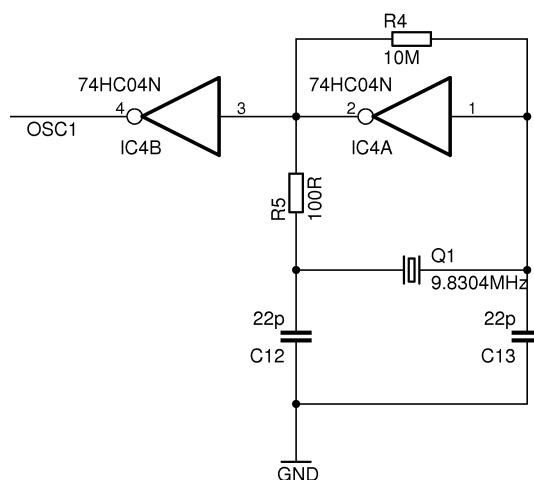 R4
10M
74HC04N
74HC04N
4
3
2
1
OSC1
IC4B
IC4A
R5
100R
Q1
9.8304MHz
22p
22p
C12
C13
GND